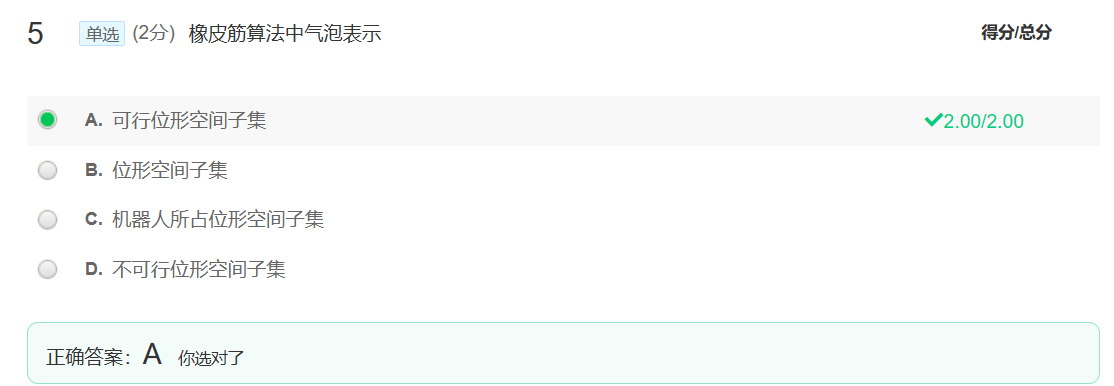 5 单选 (2分) 橡皮筋算法中气泡表示 得分/总分
A. 可行位形空间子集 2.00/2.00
B. 位形空间子集
C. 机器人所占位形空间子集
D. 不可行位形空间子集
正确答案：A 你选对了